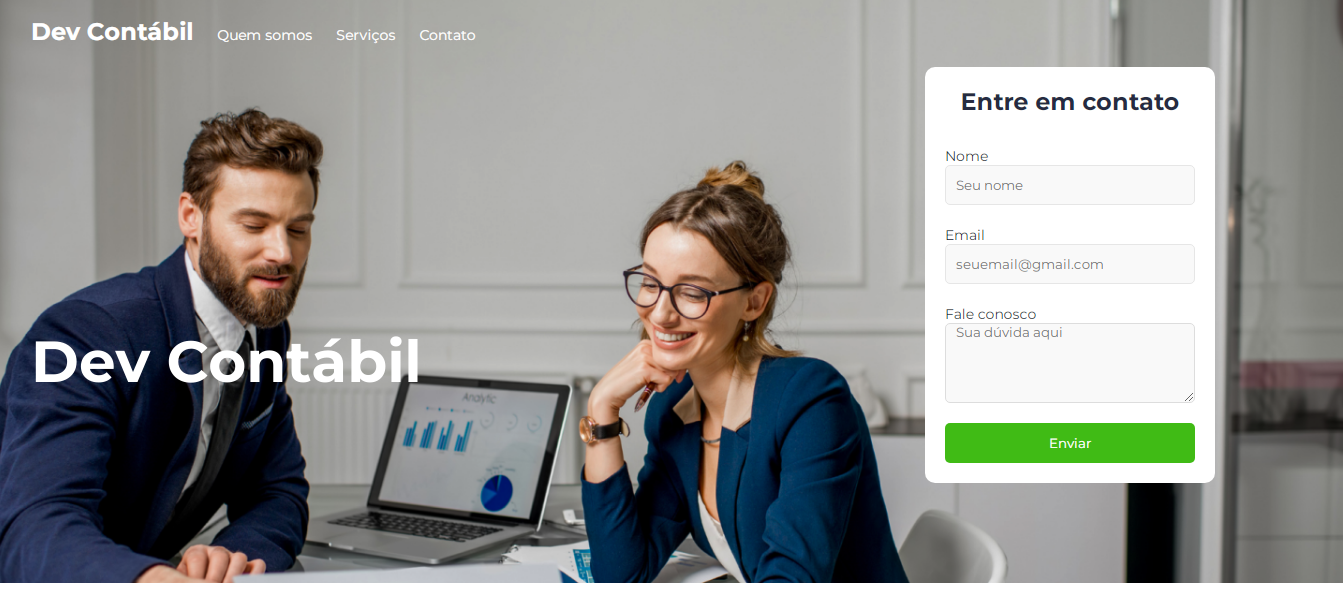 Dev Contábil
Quem somos
Serviços
Contato
Entre em contato
Nome
Seu nome
Email
seuemail@gmail.com
Fale conosco
Sua dúvida aqui
Enviar
Dev Contábil
Analytic